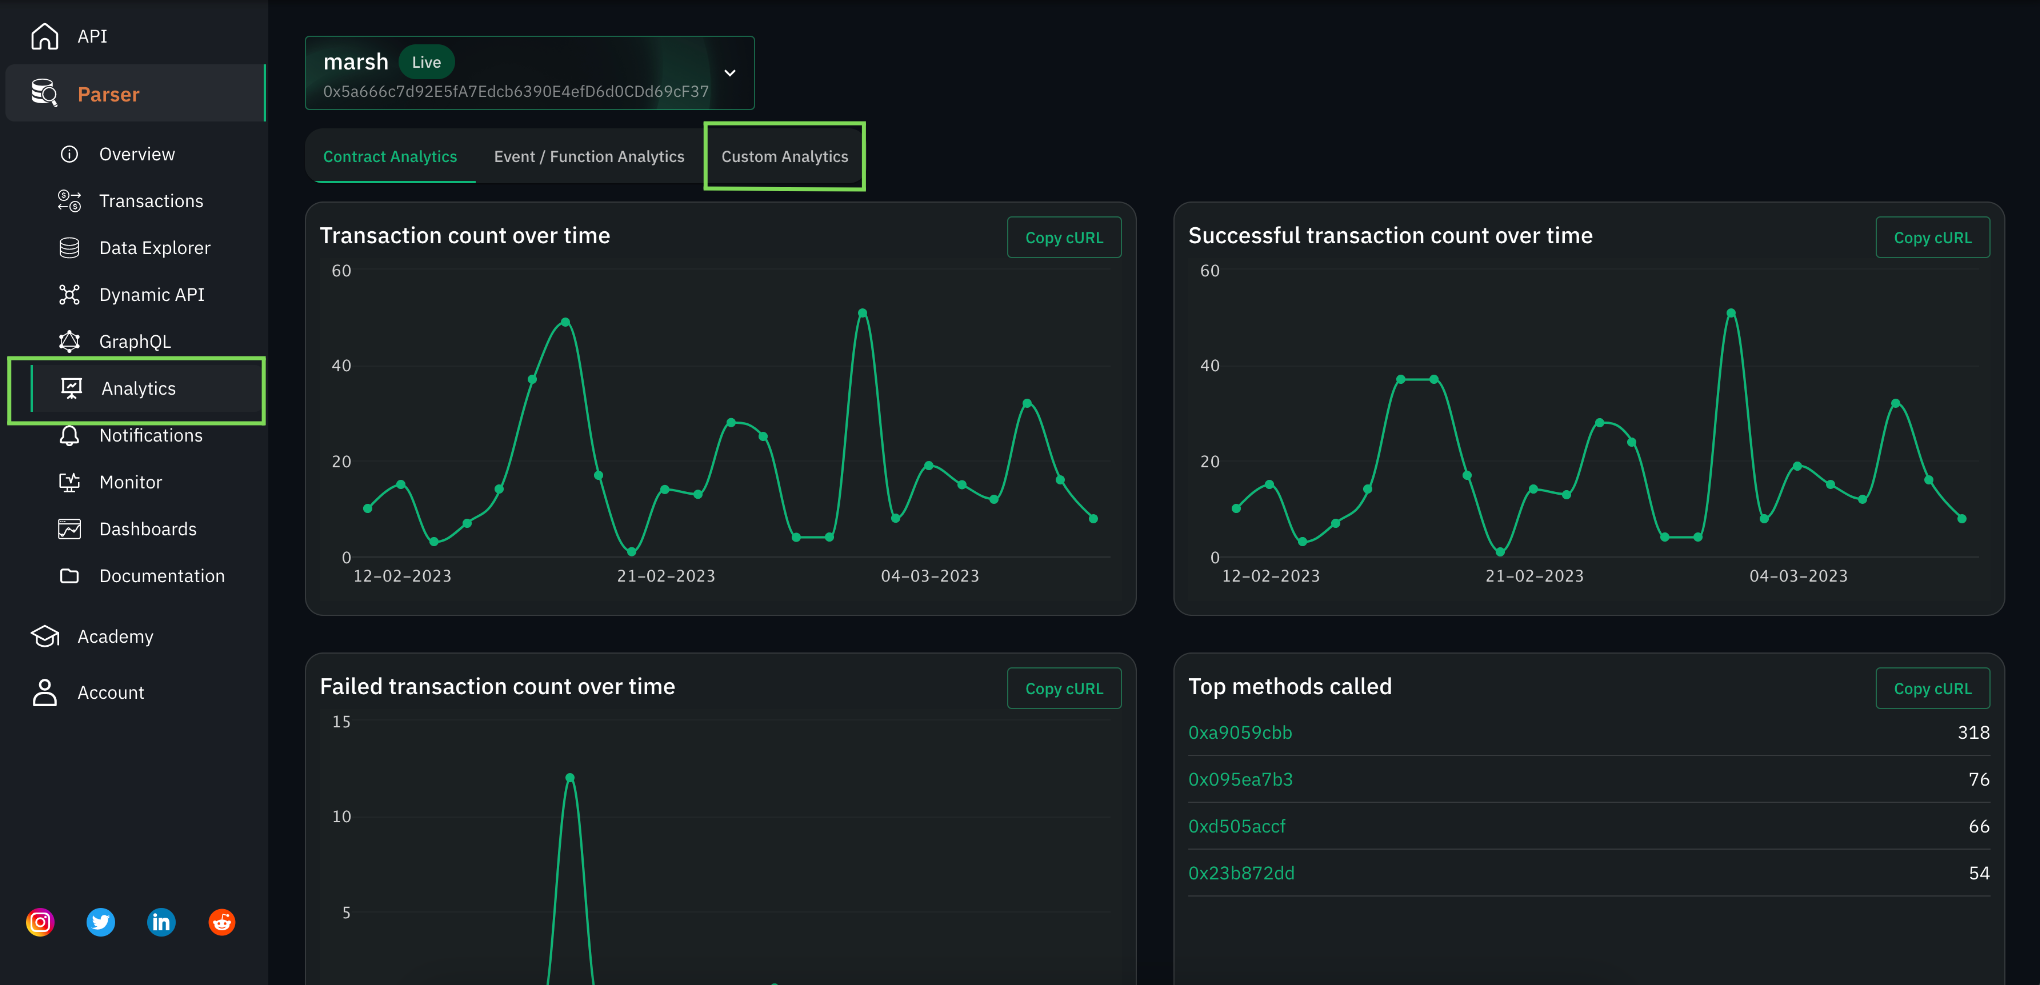 API
Parser
Overview
Transactions
Data Explorer
Dynamic API
GraphQL
Analytics
Notifications
Monitor
Dashboards
Documentation
Academy
Account
marsh Live
0x5a666c7d92E5fA7Edcb6390E4efD6d0CDd69cF37
Contract Analytics Event / Function Analytics Custom Analytics
Transaction count over time Copy cURL
60
40
20
0
12-02-2023 21-02-2023 04-03-2023
Successful transaction count over time Copy cURL
60
40
20
0
12-02-2023 21-02-2023 04-03-2023
Failed transaction count over time Copy cURL
15
10
5
Top methods called Copy cURL
0xa9059cbb 318
0x095ea7b3 76
0xd505accf 66
0x23b872dd 54
in